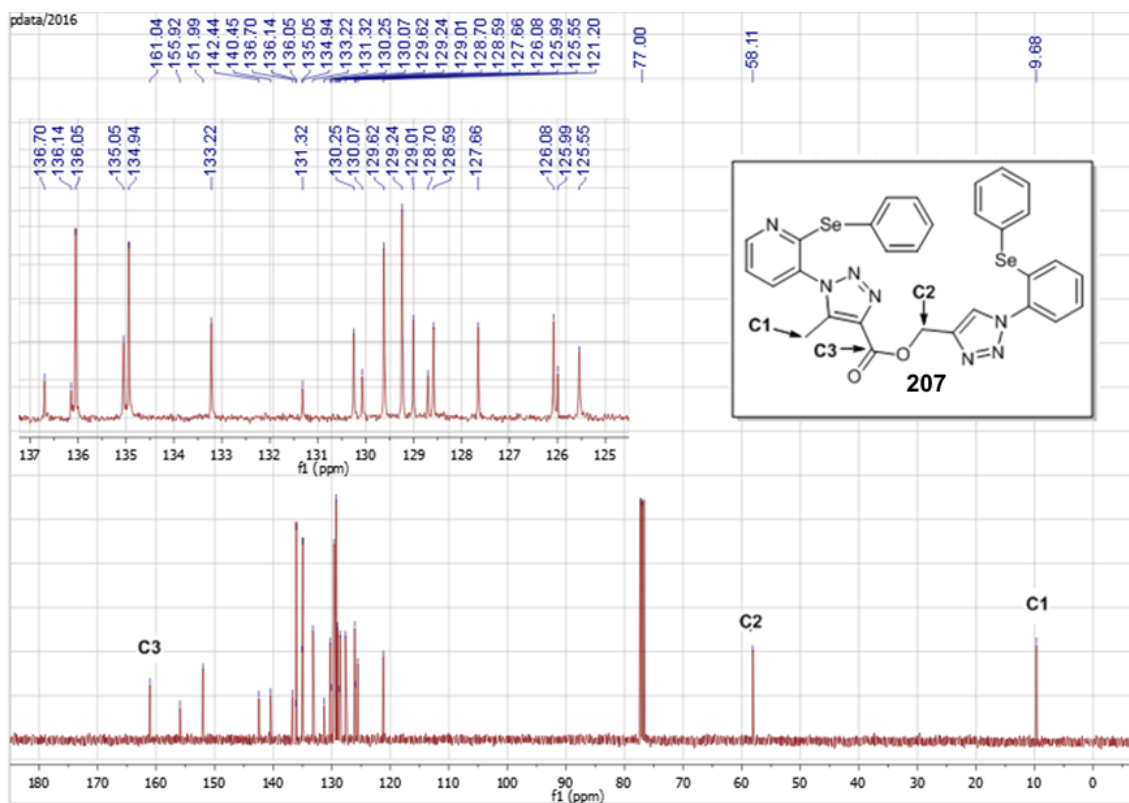 pdata/2016
161.04 155.92 151.99 142.44 140.45 136.70 136.14 136.05 135.05 134.94 133.22 131.32 130.25 130.07 129.62 129.24 129.01 128.70 128.59 127.66 126.08 125.99 125.55 121.20 77.00 58.11 9.68
136.70 136.14 136.05 135.05 134.94 133.22 131.32 130.25 130.07 129.62 129.24 129.01 128.70 128.59 127.66 126.08 125.99 125.55
137 136 135 134 133 132 131 130 129 128 127 126 125
f1 (ppm)
N Se
Se
N N N
C2
C1
N
C3 O
N N
O
207
C3
C2
C1
180 170 160 150 140 130 120 110 100 90 80 70 60 50 40 30 20 10 0
f1 (ppm)